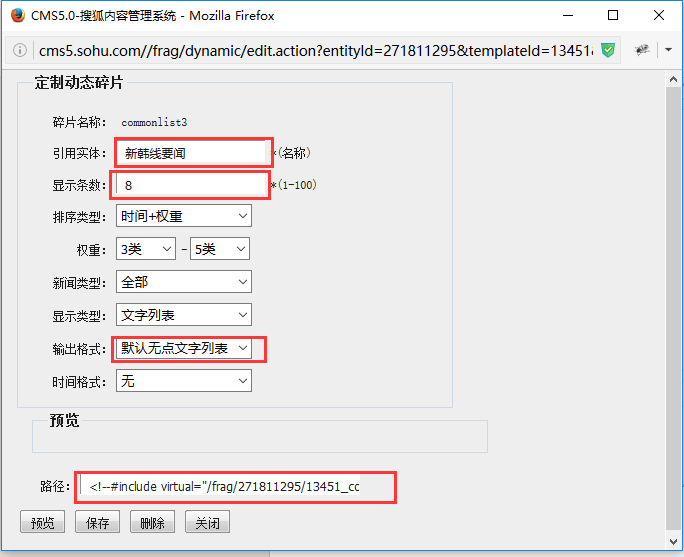 CMS5.0-搜狐内容管理系统 - Mozilla Firefox
cms5.sohu.com//frag/dynamic/edit.action?entityId=271811295&templateId=13451&
定制动态碎片
碎片名称: commonlist3
引用实体: 新韩线要闻 *(名称)
显示条数: 8 *(1-100)
排序类型: 时间+权重
权重: 3类 - 5类
新闻类型: 全部
显示类型: 文字列表
输出格式: 默认无点文字列表
时间格式: 无
预览
路径: <!--#include virtual="/frag/271811295/13451_cc
预览 保存 删除 关闭